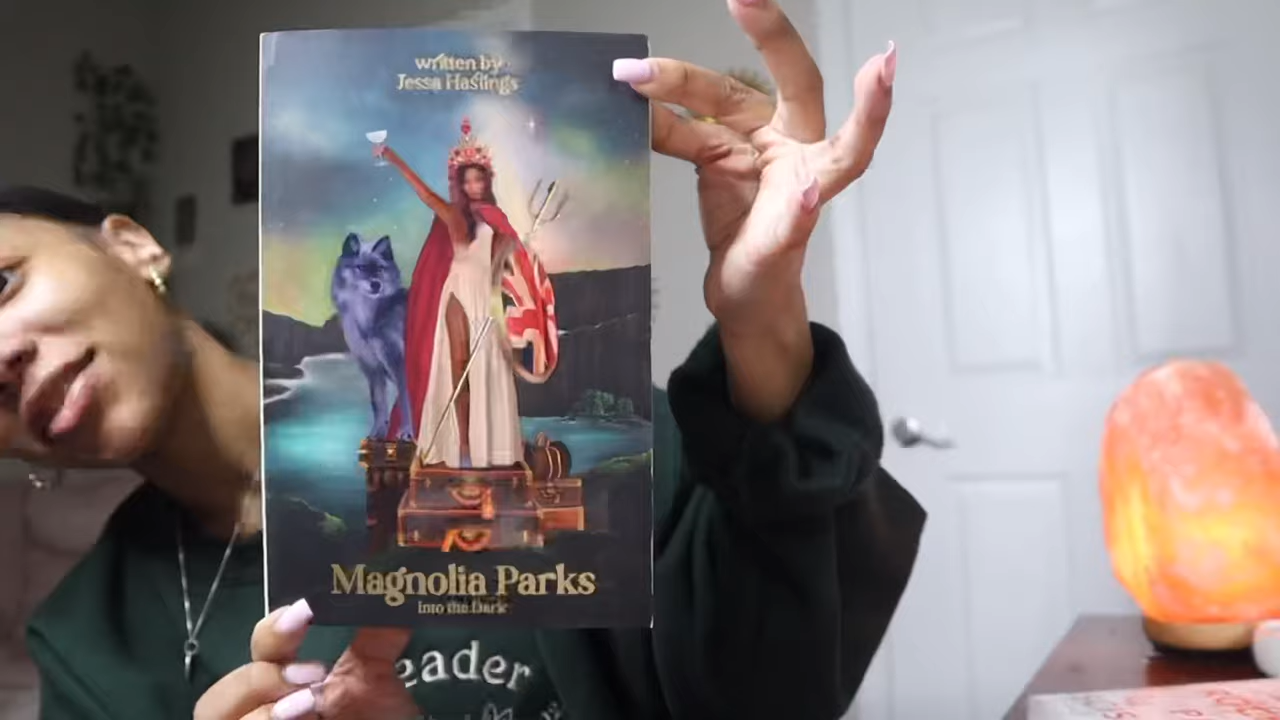 written by
Jessa Hastings
Magnolia Parks
Into the Dark
eader